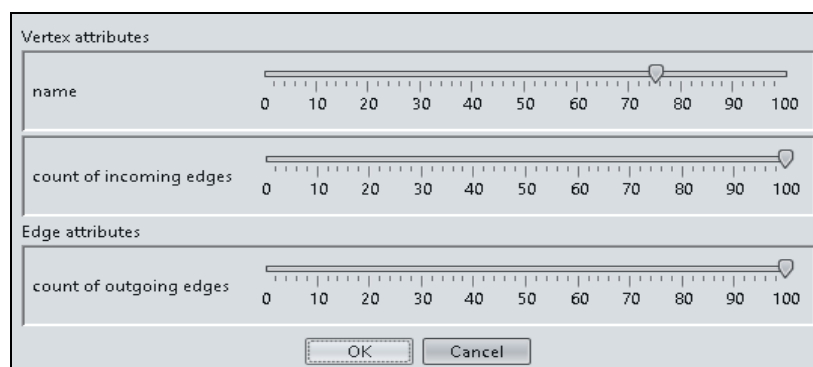 Vertex attributes
name
0 10 20 30 40 50 60 70 80 90 100
count of incoming edges
0 10 20 30 40 50 60 70 80 90 100
Edge attributes
count of outgoing edges
0 10 20 30 40 50 60 70 80 90 100
OK Cancel